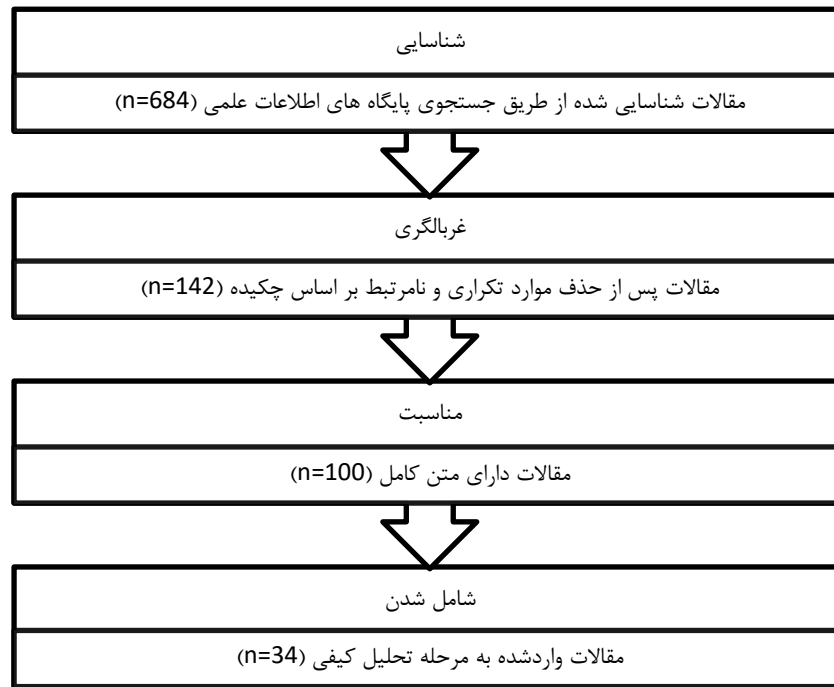 شناسایی
مقالات شناسایی شده از طریق جستجوی پایگاه های اطلاعات علمی (n=684)
غربالگری
مقالات پس از حذف موارد تکراری و نامرتبط بر اساس چکیده (n=142)
مناسبت
مقالات دارای متن کامل (n=100)
شامل شدن
مقالات واردشده به مرحله تحلیل کیفی (n=34)